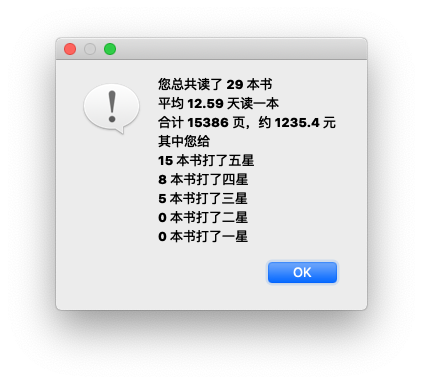 您总共读了 29 本书
平均 12.59 天读一本
合计 15386 页，约 1235.4 元
其中您给
15 本书打了五星
8 本书打了四星
5 本书打了三星
0 本书打了二星
0 本书打了一星
OK